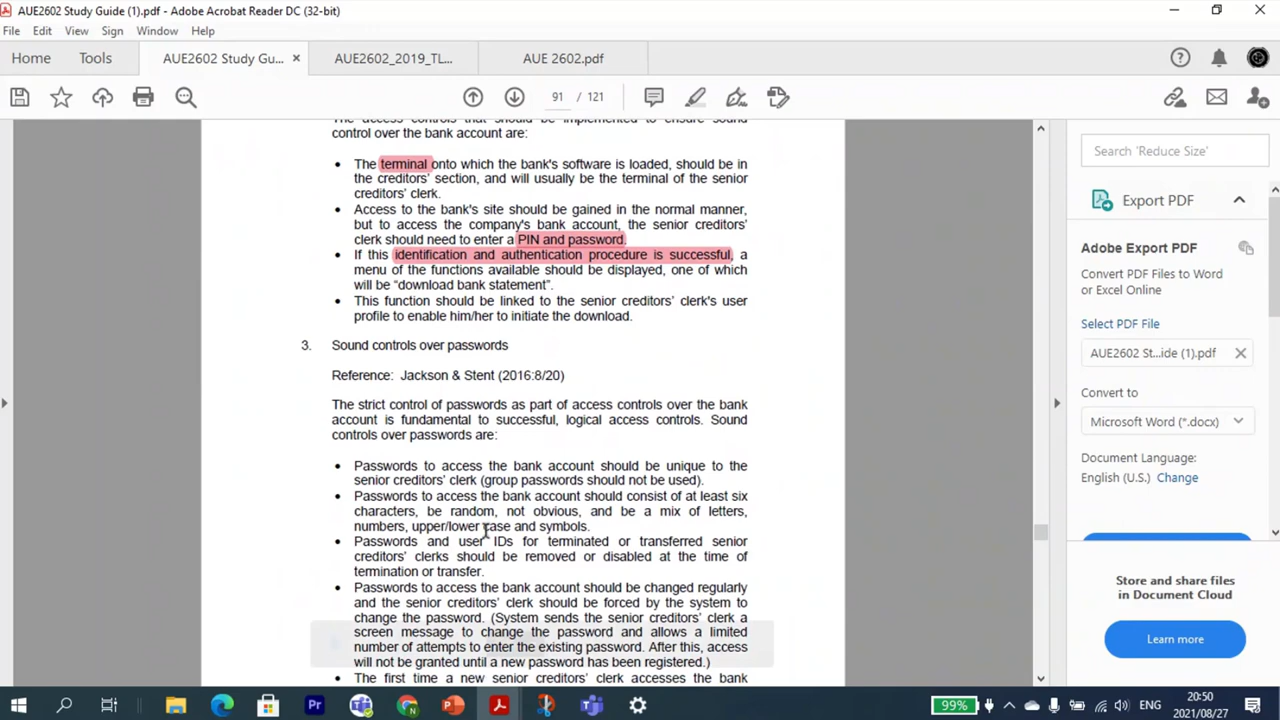 AUE2602 Study Guide (1).pdf - Adobe Acrobat Reader DC (32-bit)
File Edit View Sign Window Help
Home Tools AUE2602 Study Gu... AUE2602_2019_TL... AUE 2602.pdf
91 / 121
The access controls that should be implemented to ensure sound
control over the bank account are:
• The terminal onto which the bank's software is loaded, should be in
the creditors' section, and will usually be the terminal of the senior
creditors' clerk.
• Access to the bank's site should be gained in the normal manner,
but to access the company's bank account, the senior creditors'
clerk should need to enter a PIN and password.
• If this identification and authentication procedure is successful, a
menu of the functions available should be displayed, one of which
will be “download bank statement”.
• This function should be linked to the senior creditors' clerk's user
profile to enable him/her to initiate the download.
3. Sound controls over passwords
Reference: Jackson & Stent (2016:8/20)
The strict control of passwords as part of access controls over the bank
account is fundamental to successful, logical access controls. Sound
controls over passwords are:
• Passwords to access the bank account should be unique to the
senior creditors' clerk (group passwords should not be used).
• Passwords to access the bank account should consist of at least six
characters, be random, not obvious, and be a mix of letters,
numbers, upper/lower case and symbols.
• Passwords and user IDs for terminated or transferred senior
creditors' clerks should be removed or disabled at the time of
termination or transfer.
• Passwords to access the bank account should be changed regularly
and the senior creditors' clerk should be forced by the system to
change the password. (System sends the senior creditors' clerk a
screen message to change the password and allows a limited
number of attempts to enter the existing password. After this, access
will not be granted until a new password has been registered.)
• The first time a new senior creditors' clerk accesses the bank
Search 'Reduce Size'
Export PDF
Adobe Export PDF
Convert PDF Files to Word
or Excel Online
Select PDF File
AUE2602 St...ide (1).pdf
Convert to
Microsoft Word (*.docx)
Document Language:
English (U.S.) Change
Store and share files
in Document Cloud
Learn more
Pr
99%
ENG
20:50
2021/08/27